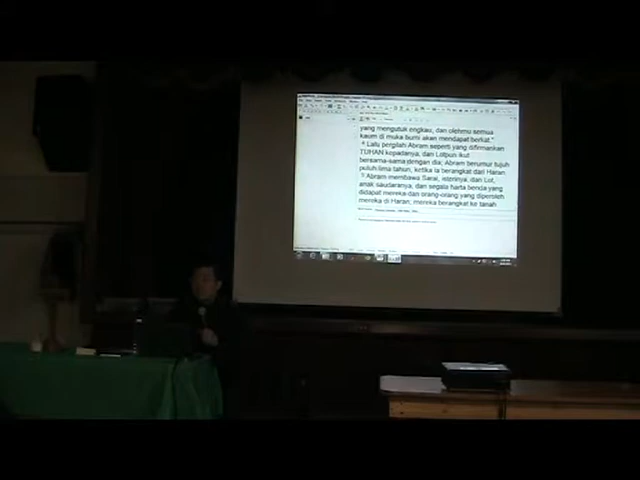 yang mengutuk engkau, dan olehmu semua
kaum di muka bumi akan mendapat berkat."
4 Lalu pergilah Abram seperti yang difirmankan
TUHAN kepadanya, dan Lotpun ikut
bersama-sama dengan dia; Abram berumur tujuh
puluh lima tahun, ketika ia berangkat dari Haran.
5 Abram membawa Sarai, isterinya, dan Lot,
anak saudaranya, dan segala harta benda yang
didapat mereka dan orang-orang yang diperoleh
mereka di Haran; mereka berangkat ke tanah